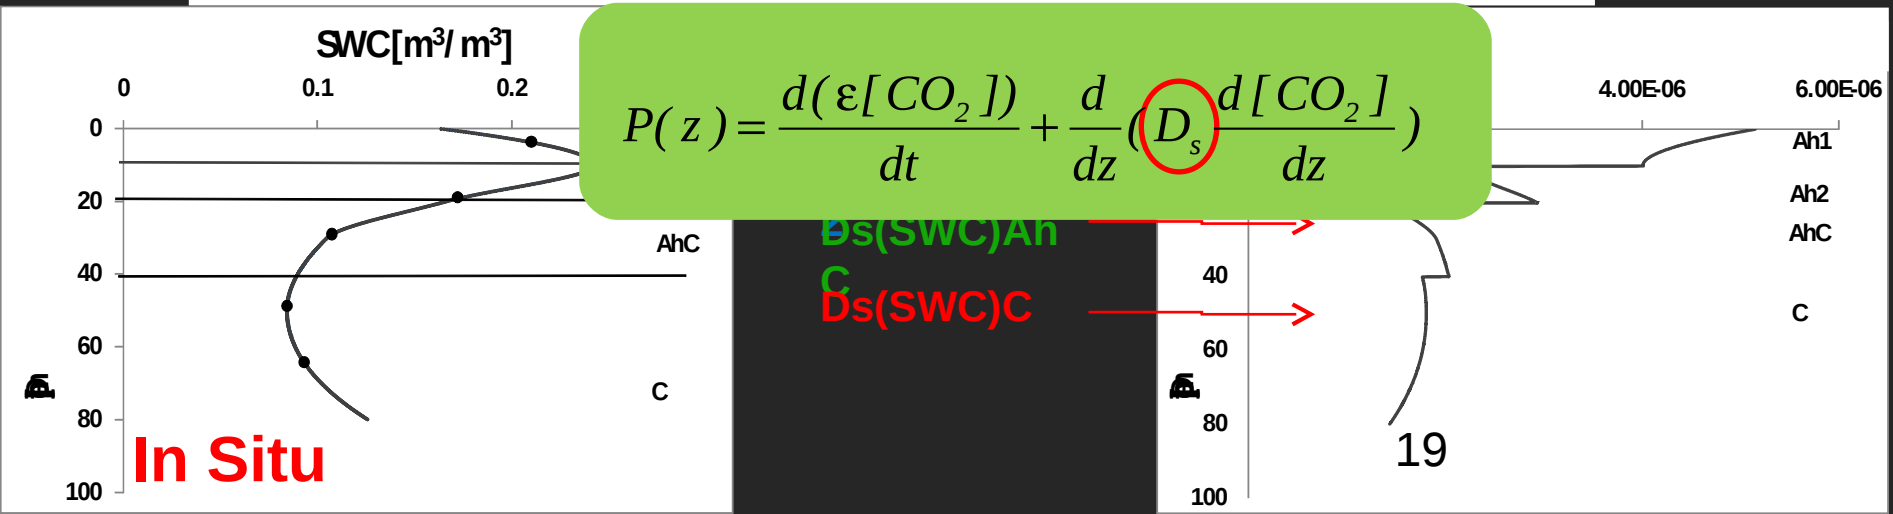 SWC[m³/ m³]
0 0.1 0.2
0
20
40
60
80
100
AhC
C
In Situ
P(z) = d(ε[CO₂])/dt + d/dz (Dₛ d[CO₂]/dz)
Ds(SWC)Ah
C
Ds(SWC)C
4.00E-06 6.00E-06
Ah1
Ah2
AhC
C
40
60
80
100
19